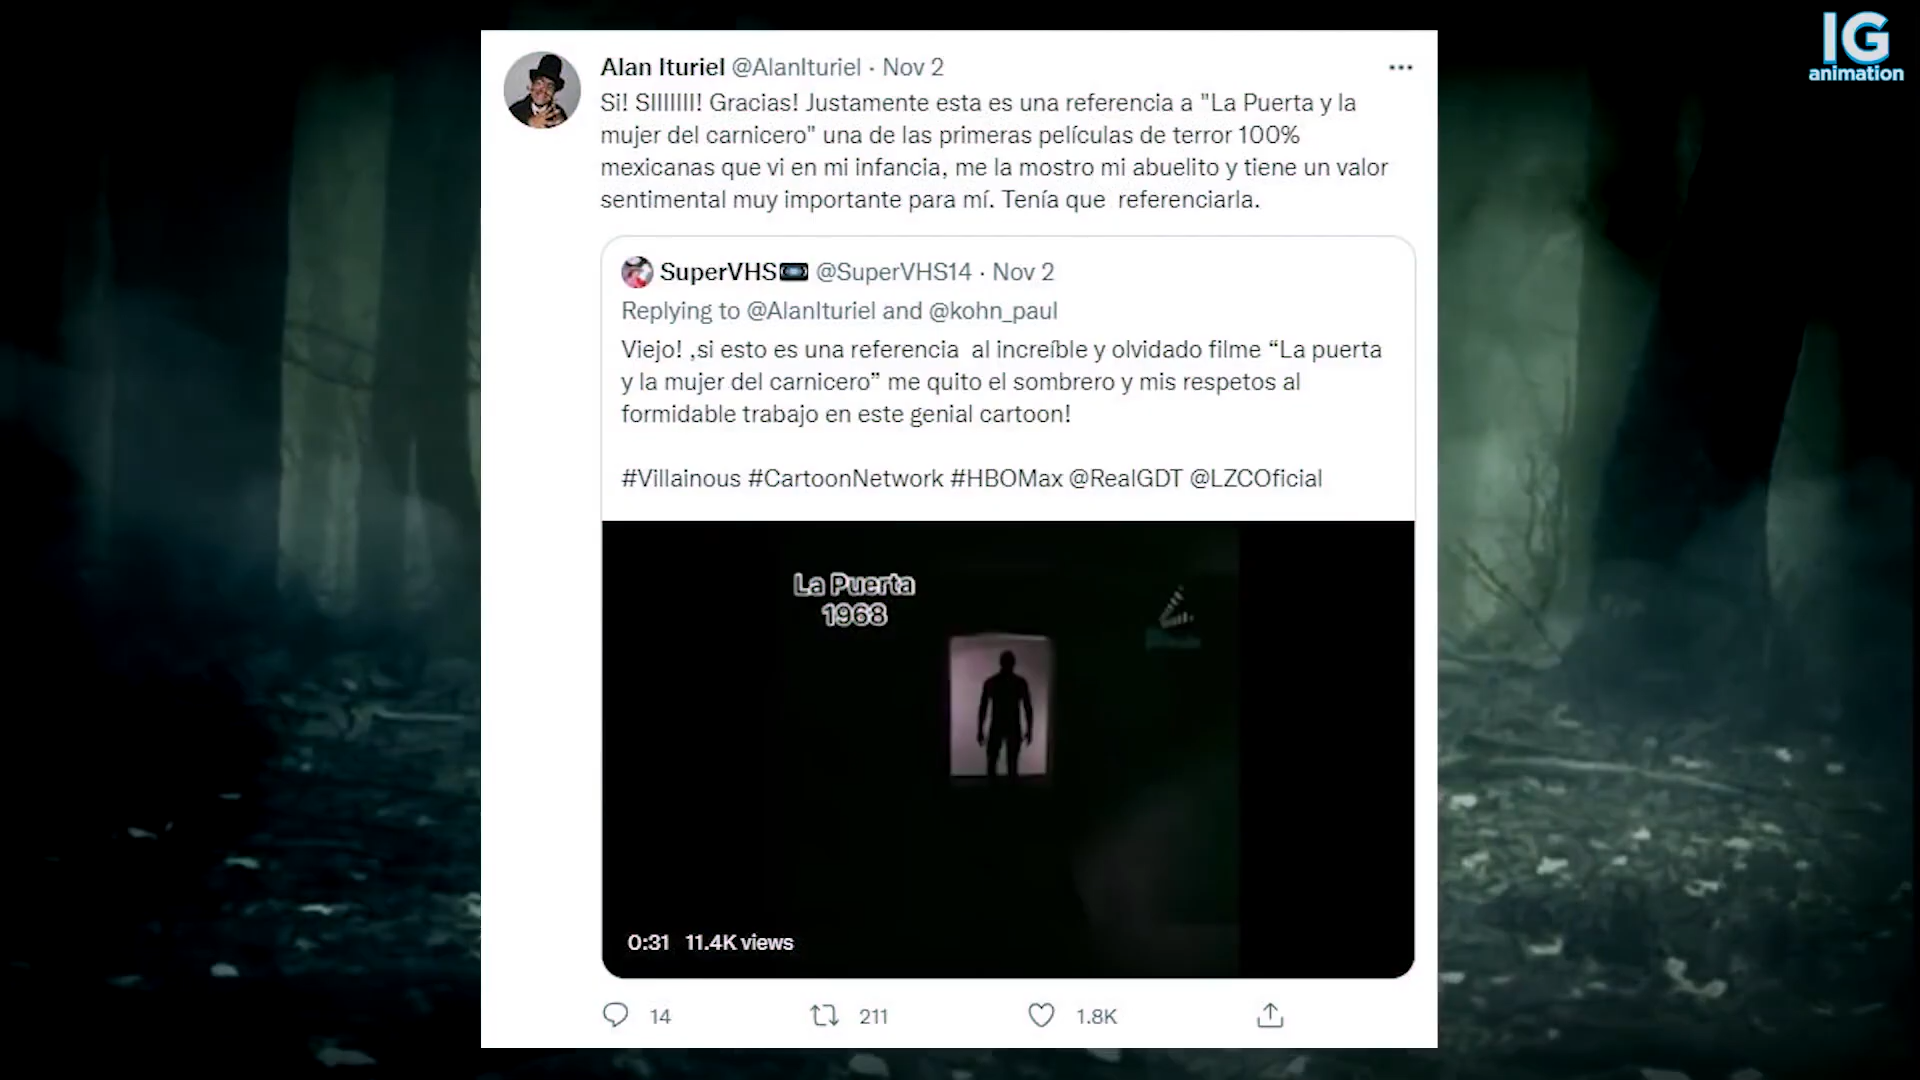 IG
animation
Alan Ituriel @AlanIturiel · Nov 2
Si! SIIIIIII! Gracias! Justamente esta es una referencia a "La Puerta y la
mujer del carnicero" una de las primeras películas de terror 100%
mexicanas que vi en mi infancia, me la mostro mi abuelito y tiene un valor
sentimental muy importante para mí. Tenía que referenciarla.
SuperVHS @SuperVHS14 · Nov 2
Replying to @AlanIturiel and @kohn_paul
Viejo! ,si esto es una referencia al increíble y olvidado filme “La puerta
y la mujer del carnicero” me quito el sombrero y mis respetos al
formidable trabajo en este genial cartoon!
#Villainous #CartoonNetwork #HBOMax @RealGDT @LZCOficial
La Puerta
1968
0:31 11.4K views
14 211 1.8K